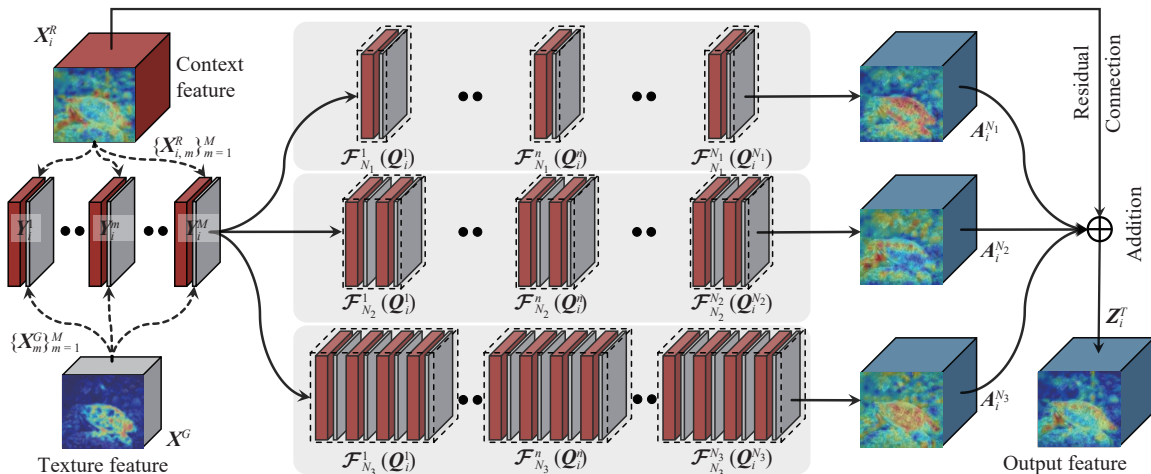 X_i^R
Context
feature
{X_{i,m}^R}_{m=1}^M
Y_i^1
Y_i^m
Y_i^M
{X_m^G}_{m=1}^M
X^G
Texture feature
F_{N_1}^1 (Q_i^1)
F_{N_1}^n (Q_i^n)
F_{N_1}^{N_1} (Q_i^{N_1})
F_{N_2}^1 (Q_i^1)
F_{N_2}^n (Q_i^n)
F_{N_2}^{N_2} (Q_i^{N_2})
F_{N_3}^1 (Q_i^1)
F_{N_3}^n (Q_i^n)
F_{N_3}^{N_3} (Q_i^{N_3})
A_i^{N_1}
A_i^{N_2}
A_i^{N_3}
Residual
Connection
Addition
Z_i^T
Output feature